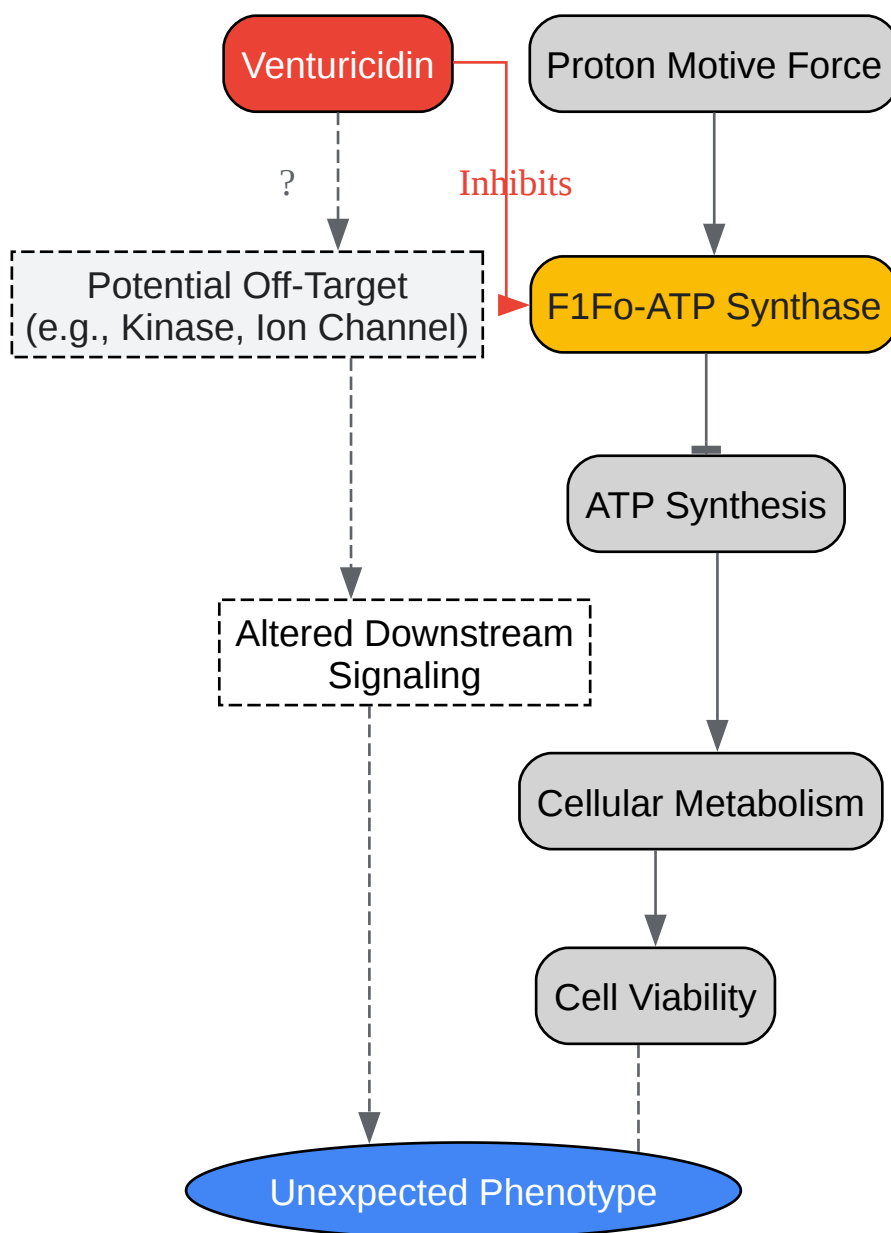 Venturicidin
Proton Motive Force
?
Inhibits
Potential Off-Target
(e.g., Kinase, Ion Channel)
F1Fo-ATP Synthase
ATP Synthesis
Altered Downstream
Signaling
Cellular Metabolism
Cell Viability
Unexpected Phenotype